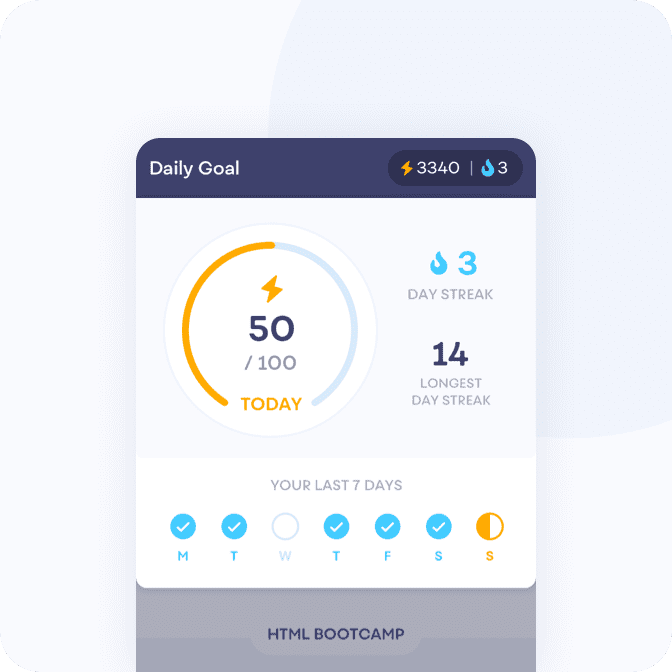 Daily Goal
3340 | 3
50
/ 100
TODAY
3
DAY STREAK
14
LONGEST
DAY STREAK
YOUR LAST 7 DAYS
M T W T F S S
HTML BOOTCAMP